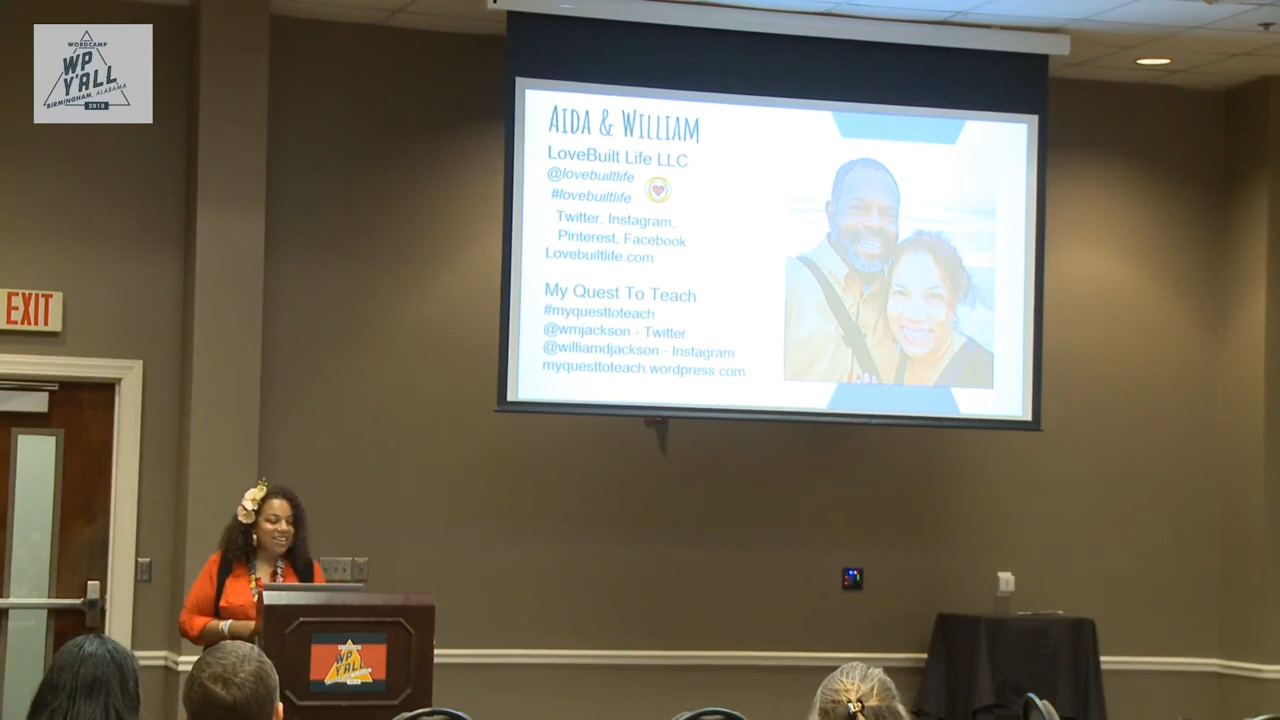 WORDCAMP
WP
Y'ALL
BIRMINGHAM, ALABAMA
2018
AIDA & WILLIAM
LoveBuilt Life LLC
@lovebuiltlife
#lovebuiltlife
Twitter, Instagram,
Pinterest, Facebook
Lovebuiltlife.com
My Quest To Teach
#myquesttoteach
@wmjackson - Twitter
@williamdjackson - Instagram
myquesttoteach.wordpress.com
EXIT
WP
Y'ALL